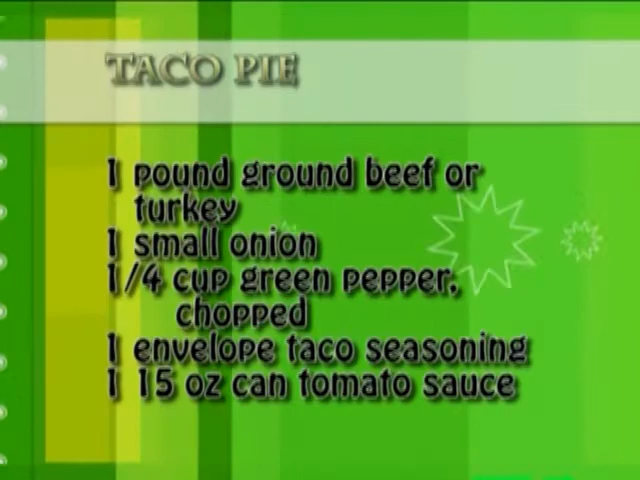 TACO PIE
1 pound ground beef or
turkey
1 small onion
1/4 cup green pepper,
chopped
1 envelope taco seasoning
1 15 oz can tomato sauce